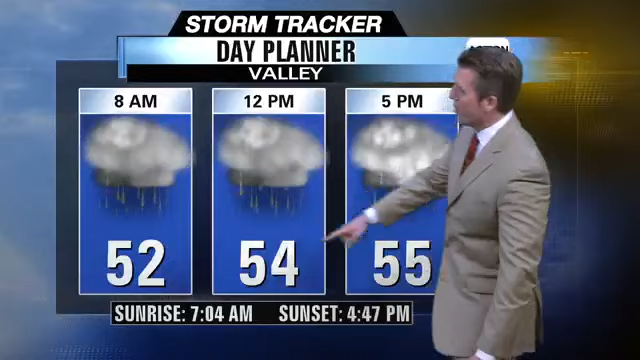 STORM TRACKER
DAY PLANNER
ACTION
VALLEY
8 AM
12 PM
5 PM
52
54
55
SUNRISE: 7:04 AM SUNSET: 4:47 PM